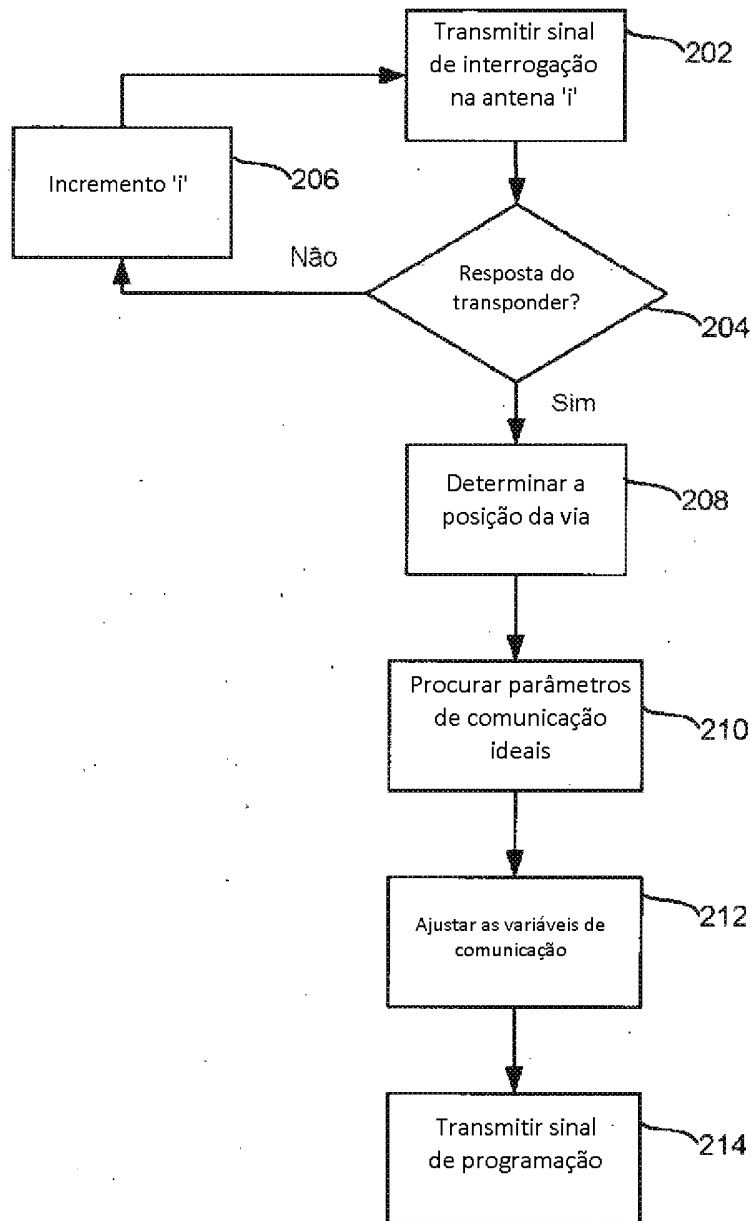 Transmitir sinal
de interrogação
na antena 'i'
202
Incremento 'i'
206
Não
Resposta do
transponder?
204
Sim
Determinar a
posição da via
208
Procurar parâmetros
de comunicação
ideais
210
Ajustar as variáveis de
comunicação
212
Transmitir sinal
de programação
214